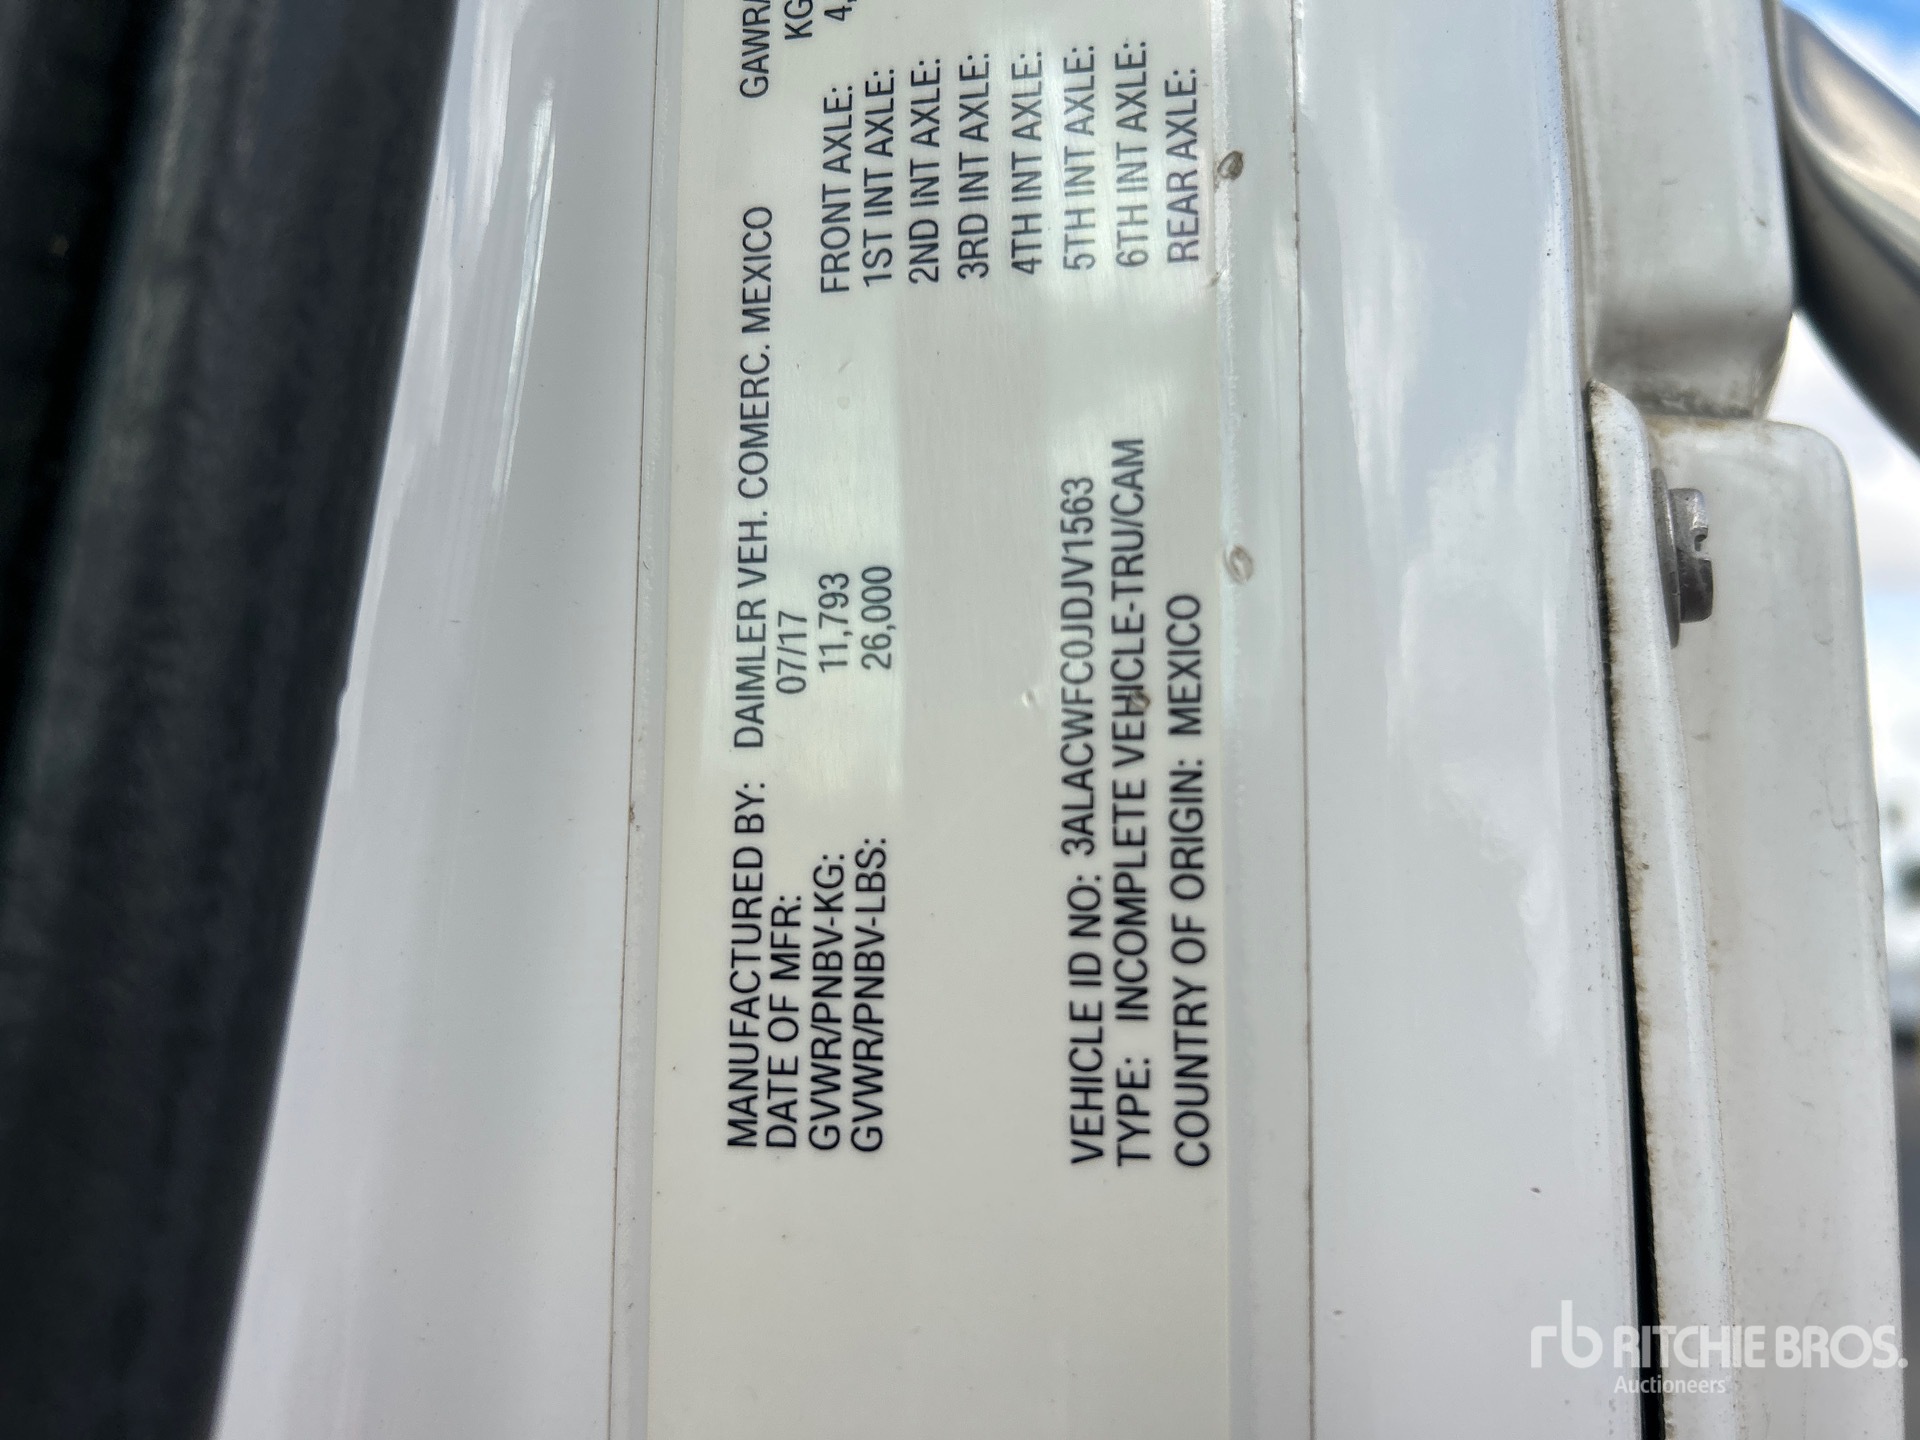 MANUFACTURED BY: DAIMLER VEH. COMERC. MEXICO
DATE OF MFR: 07/17
GVWR/PNBV-KG: 11,793
GVWR/PNBV-LBS: 26,000
VEHICLE ID NO: 3ALACWFC0JDJV1563
TYPE: INCOMPLETE VEHICLE-TRU/CAM
COUNTRY OF ORIGIN: MEXICO
KG
FRONT AXLE: 4,
1ST INT AXLE:
2ND INT AXLE:
3RD INT AXLE:
4TH INT AXLE:
5TH INT AXLE:
6TH INT AXLE:
REAR AXLE:
rb RITCHIE BROS.
Auctioneers